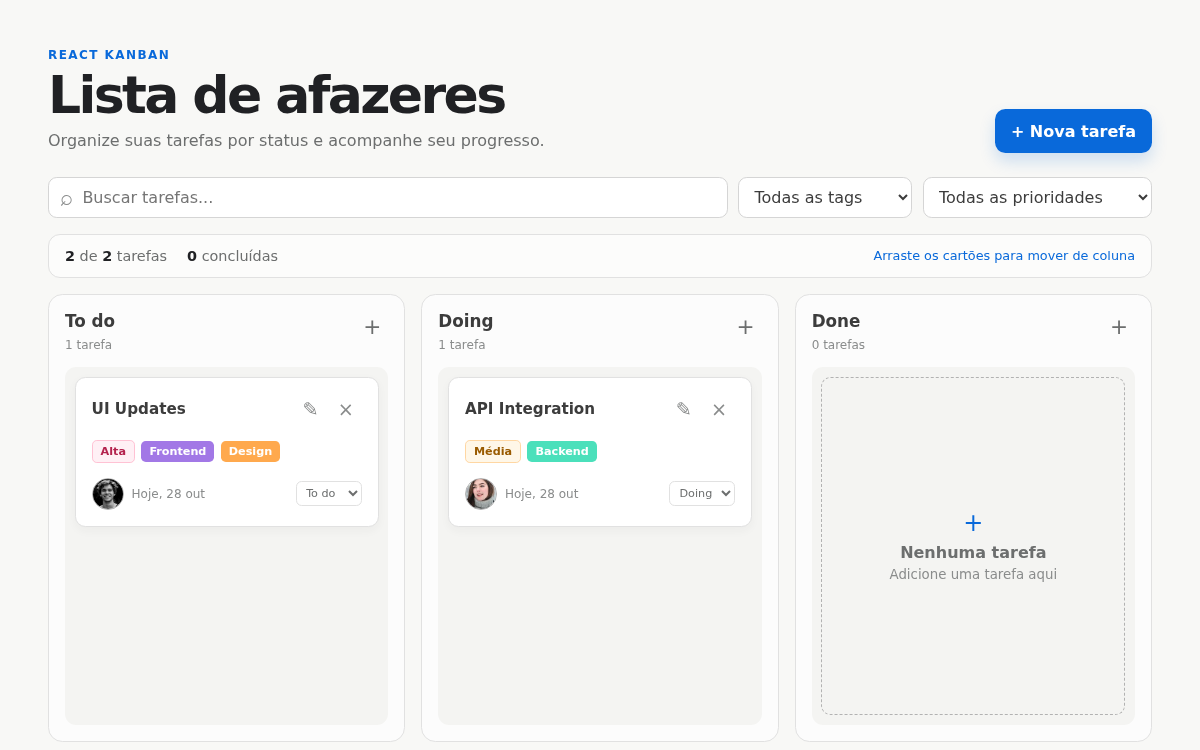 REACT KANBAN
Lista de afazeres
Organize suas tarefas por status e acompanhe seu progresso.
+ Nova tarefa
Buscar tarefas...
Todas as tags
Todas as prioridades
2 de 2 tarefas 0 concluídas
Arraste os cartões para mover de coluna
To do
1 tarefa
+
UI Updates
Alta Frontend Design
Hoje, 28 out
To do
Doing
1 tarefa
+
API Integration
Média Backend
Hoje, 28 out
Doing
Done
0 tarefas
+
+
Nenhuma tarefa
Adicione uma tarefa aqui